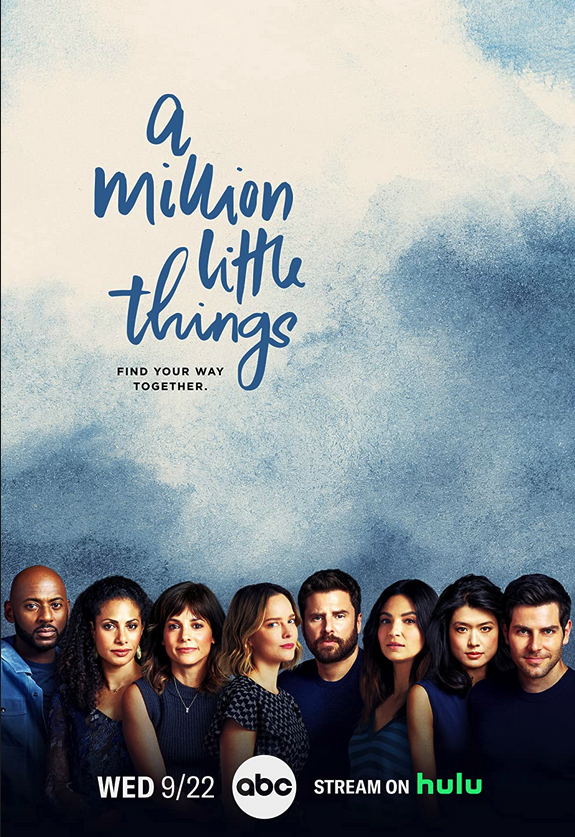 a
million
little
things
FIND YOUR WAY
TOGETHER.
WED 9/22 abc STREAM ON hulu